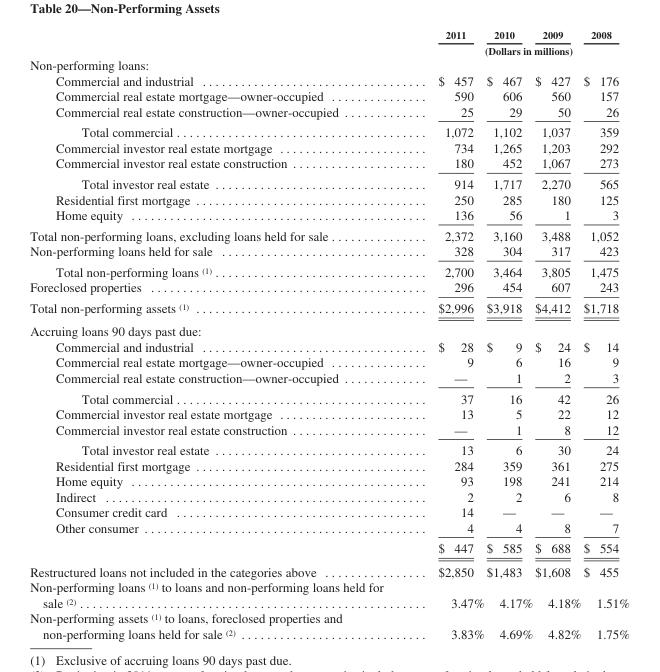 Table 20—Non-Performing Assets
2011 2010 2009 2008
(Dollars in millions)
Non-performing loans:
Commercial and industrial $ 457 $ 467 $ 427 $ 176
Commercial real estate mortgage—owner-occupied 590 606 560 157
Commercial real estate construction—owner-occupied 25 29 50 26
Total commercial 1,072 1,102 1,037 359
Commercial investor real estate mortgage 734 1,265 1,203 292
Commercial investor real estate construction 180 452 1,067 273
Total investor real estate 914 1,717 2,270 565
Residential first mortgage 250 285 180 125
Home equity 136 56 1 3
Total non-performing loans, excluding loans held for sale 2,372 3,160 3,488 1,052
Non-performing loans held for sale 328 304 317 423
Total non-performing loans (1) 2,700 3,464 3,805 1,475
Foreclosed properties 296 454 607 243
Total non-performing assets (1) $2,996 $3,918 $4,412 $1,718
Accruing loans 90 days past due:
Commercial and industrial $ 28 $ 9 $ 24 $ 14
Commercial real estate mortgage—owner-occupied 9 6 16 9
Commercial real estate construction—owner-occupied — 1 2 3
Total commercial 37 16 42 26
Commercial investor real estate mortgage 13 5 22 12
Commercial investor real estate construction — 1 8 12
Total investor real estate 13 6 30 24
Residential first mortgage 284 359 361 275
Home equity 93 198 241 214
Indirect 2 2 6 8
Consumer credit card 14 — — —
Other consumer 4 4 8 7
$ 447 $ 585 $ 688 $ 554
Restructured loans not included in the categories above $2,850 $1,483 $1,608 $ 455
Non-performing loans (1) to loans and non-performing loans held for
sale (2) 3.47% 4.17% 4.18% 1.51%
Non-performing assets (1) to loans, foreclosed properties and
non-performing loans held for sale (2) 3.83% 4.69% 4.82% 1.75%
(1) Exclusive of accruing loans 90 days past due.